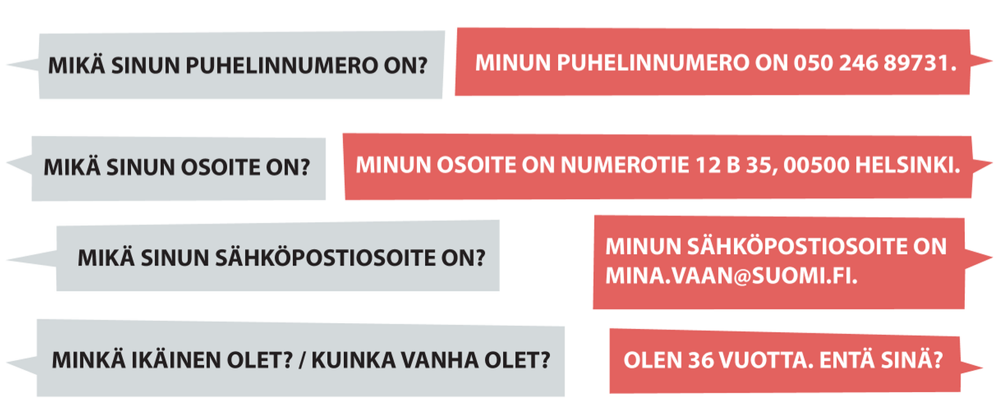 MIKÄ SINUN PUHELINNUMERO ON?
MINUN PUHELINNUMERO ON 050 246 89731.
MIKÄ SINUN OSOITE ON?
MINUN OSOITE ON NUMEROTIE 12 B 35, 00500 HELSINKI.
MIKÄ SINUN SÄHKÖPOSTIOSOITE ON?
MINUN SÄHKÖPOSTIOSOITE ON
MINA.VAAN@SUOMI.FI.
MINKÄ IKÄINEN OLET? / KUINKA VANHA OLET?
OLEN 36 VUOTTA. ENTÄ SINÄ?